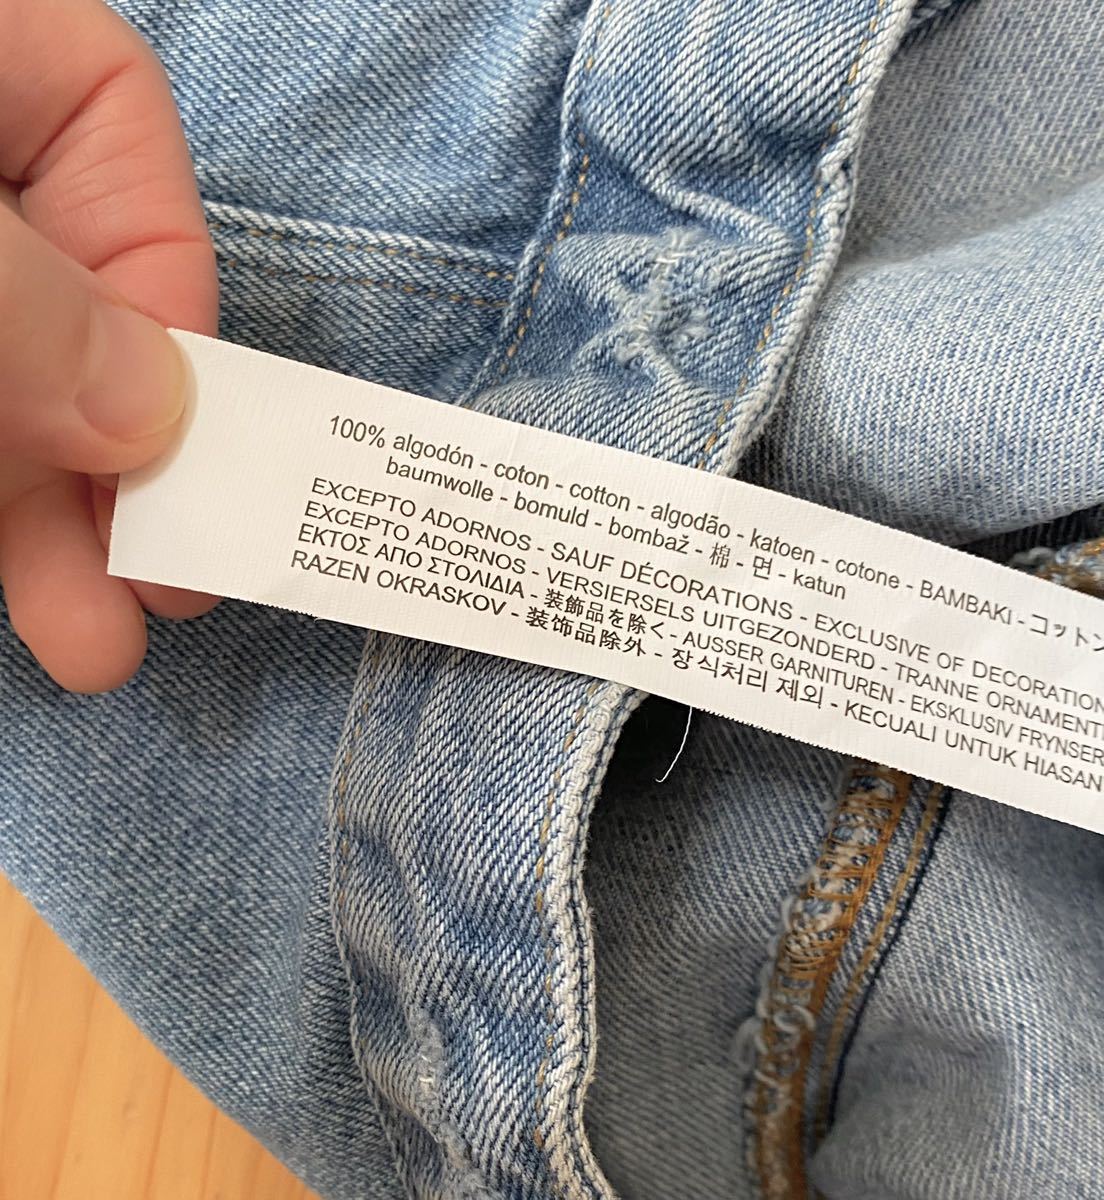 100% algodón - coton - cotton - algodão - katoen - cotone - BAMBAKI - コットン
baumwolle - bomuld - bombaž - 棉 - 면 - katun
EXCEPTO ADORNOS - SAUF DÉCORATIONS - EXCLUSIVE OF DECORATION
EXCEPTO ADORNOS - VERSIERSELS UITGEZONDERD - TRANNE ORNAMENTI
ΕΚΤΟΣ ΑΠΟ ΣΤΟΛΙΔΙΑ - 装飾品を除く - AUSSER GARNITUREN - EKSKLUSIV FRYNSER
RAZEN OKRASKOV - 装饰品除外 - 장식처리 제외 - KECUALI UNTUK HIASAN